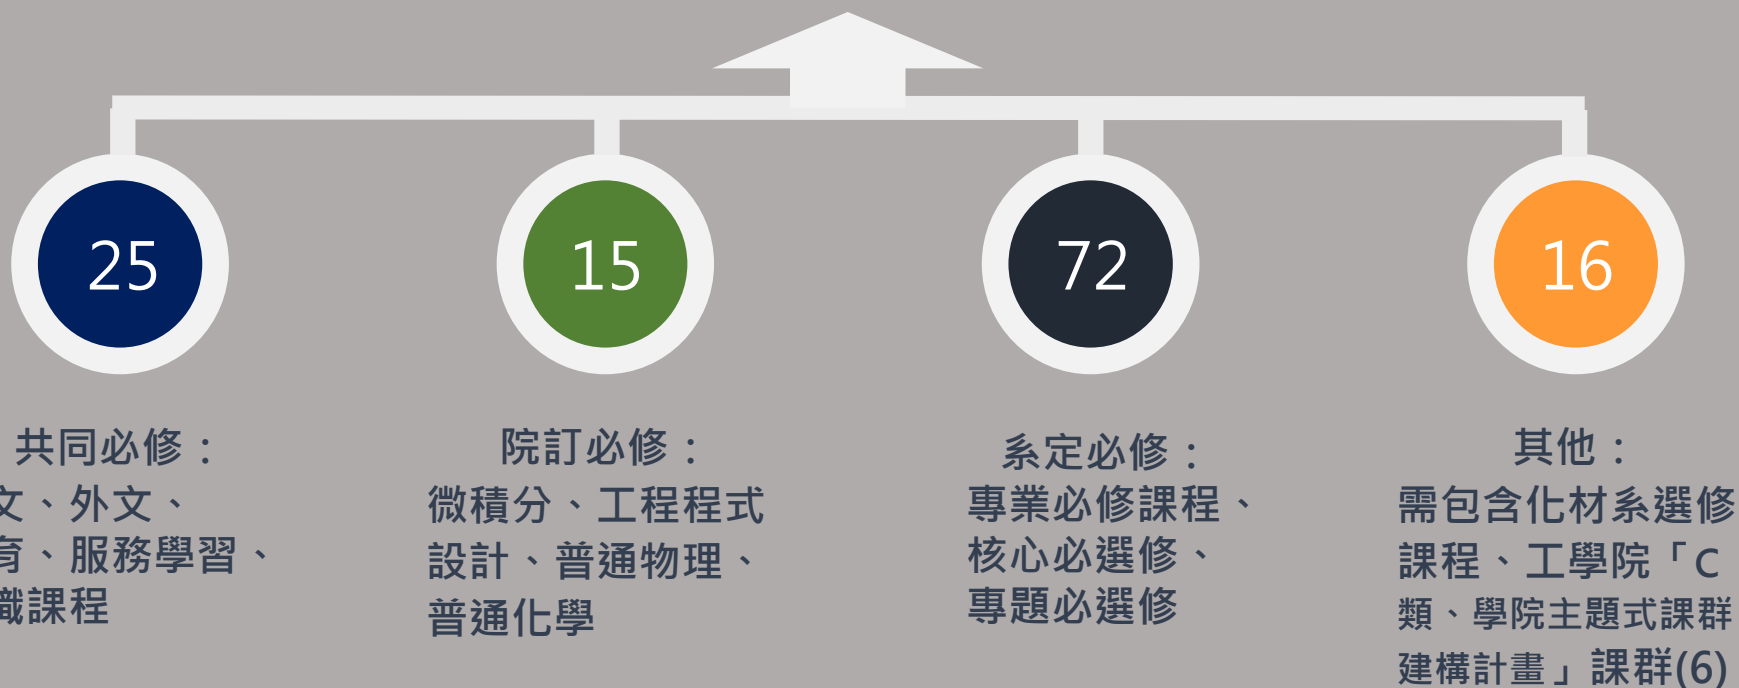 25
15
72
16
共同必修：
文、外文、
育、服務學習、
識課程
院訂必修：
微積分、工程程式
設計、普通物理、
普通化學
系定必修：
專業必修課程、
核心必選修、
專題必選修
其他：
需包含化材系選修
課程、工學院「C
類、學院主題式課群
建構計畫」課群(6)